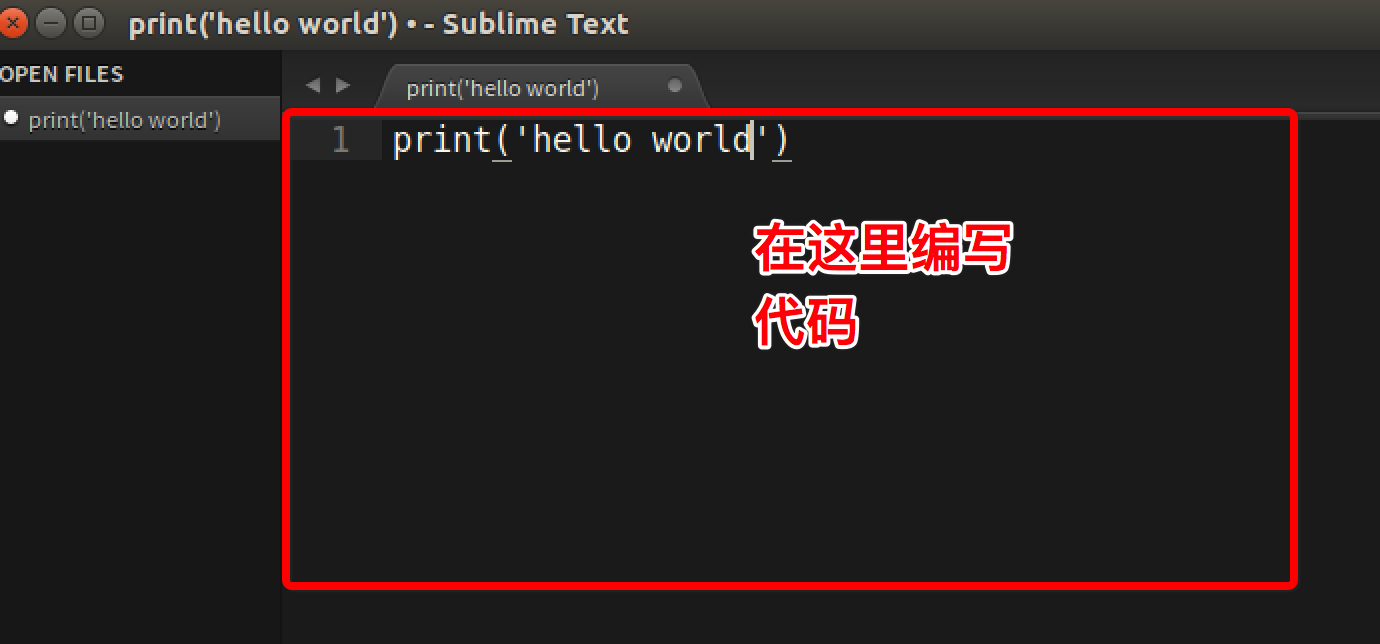 print('hello world') • - Sublime Text
OPEN FILES
print('hello world')
print('hello world')
1 print('hello world')
在这里编写
代码